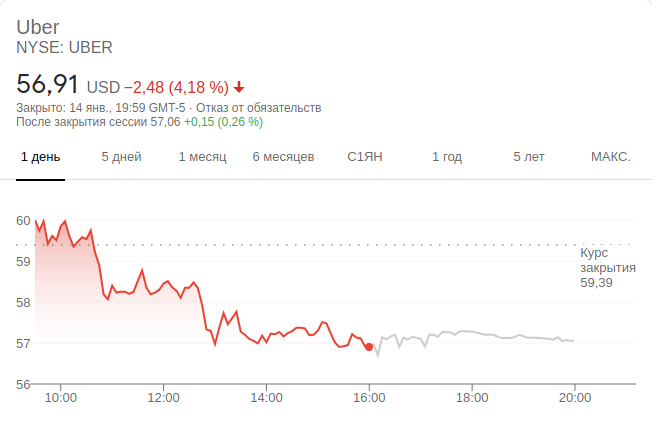 Uber
NYSE: UBER
56,91 USD −2,48 (4,18 %)
Закрыто: 14 янв., 19:59 GMT-5 · Отказ от обязательств
После закрытия сессии 57,06 +0,15 (0,26 %)
1 день 5 дней 1 месяц 6 месяцев С1ЯН 1 год 5 лет МАКС.
60
59
58
57
56
Курс
закрытия
59,39
10:00 12:00 14:00 16:00 18:00 20:00